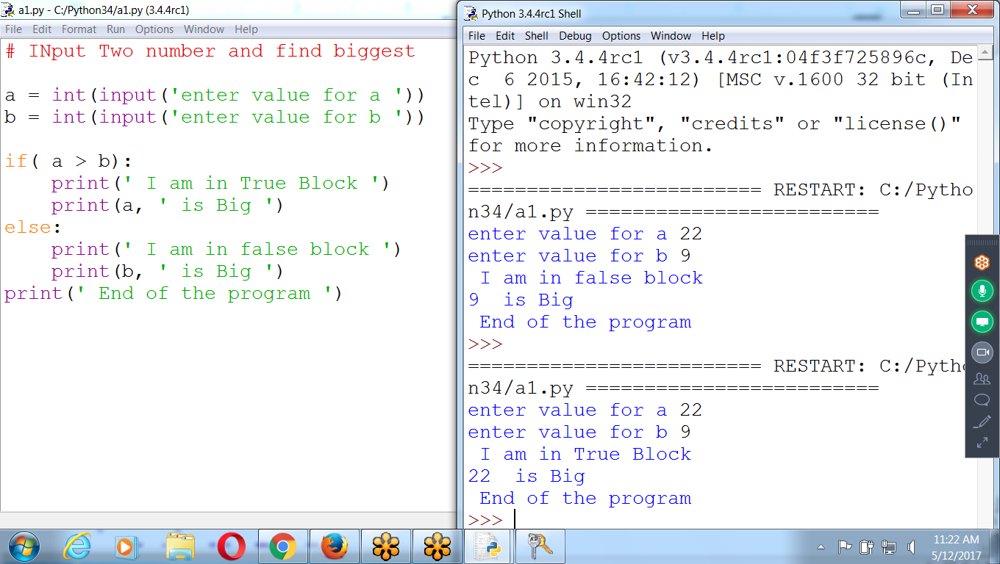 a1.py - C:/Python34/a1.py (3.4.4rc1)
File Edit Format Run Options Window Help
# INput Two number and find biggest
a = int(input('enter value for a '))
b = int(input('enter value for b '))
if( a > b):
    print(' I am in True Block ')
    print(a, ' is Big ')
else:
    print(' I am in false block ')
    print(b, ' is Big ')
print(' End of the program ')
Python 3.4.4rc1 Shell
File Edit Shell Debug Options Window Help
Python 3.4.4rc1 (v3.4.4rc1:04f3f725896c, De
c  6 2015, 16:42:12) [MSC v.1600 32 bit (In
tel)] on win32
Type "copyright", "credits" or "license()"
for more information.
>>>
========================= RESTART: C:/Pytho
n34/a1.py =========================
enter value for a 22
enter value for b 9
 I am in false block
9  is Big
 End of the program
>>>
========================= RESTART: C:/Pytho
n34/a1.py =========================
enter value for a 22
enter value for b 9
 I am in True Block
22  is Big
 End of the program
>>>
11:22 AM
5/12/2017